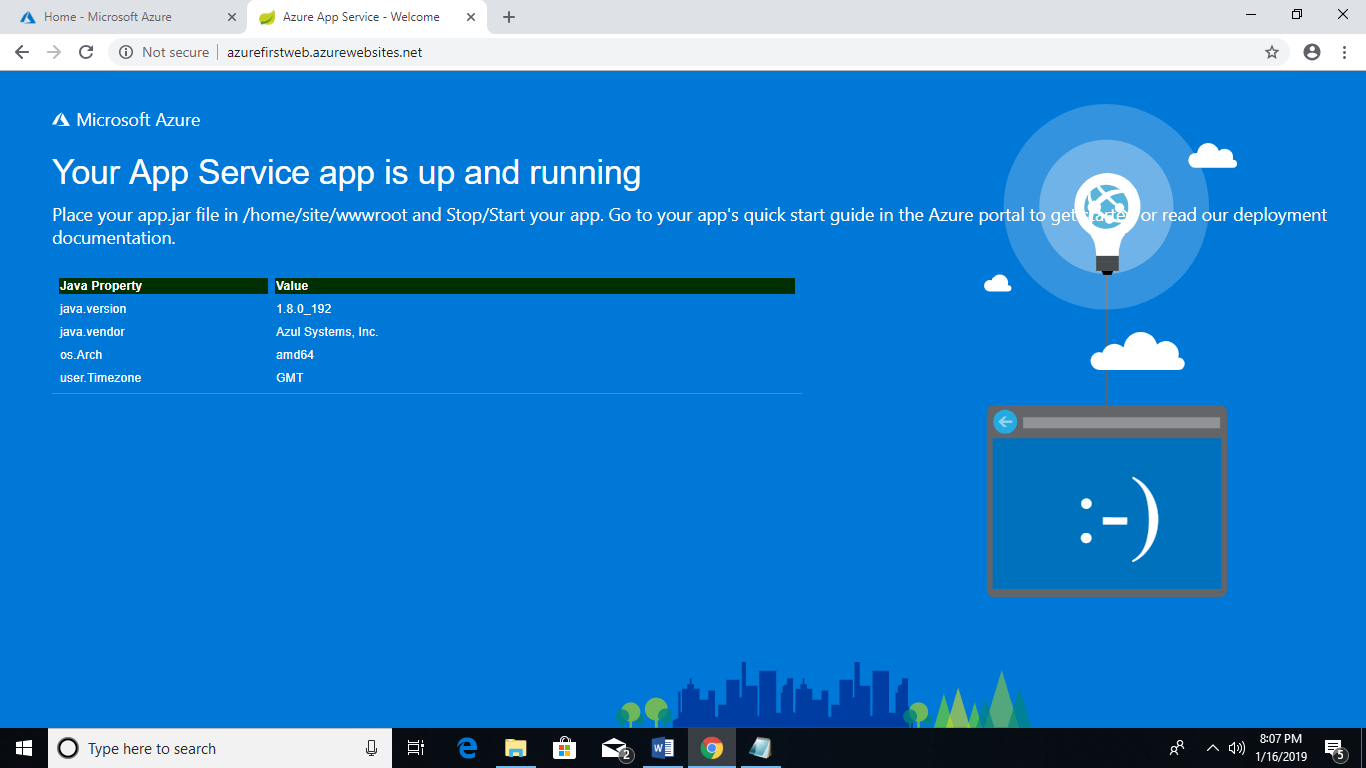 Home - Microsoft Azure
Azure App Service - Welcome
Not secure
azurefirstweb.azurewebsites.net
Microsoft Azure
Your App Service app is up and running
Place your app.jar file in /home/site/wwwroot and Stop/Start your app. Go to your app's quick start guide in the Azure portal to get started or read our deployment
documentation.
Java Property Value
java.version 1.8.0_192
java.vendor Azul Systems, Inc.
os.Arch amd64
user.Timezone GMT
:-)
Type here to search
2
8:07 PM
1/16/2019
5